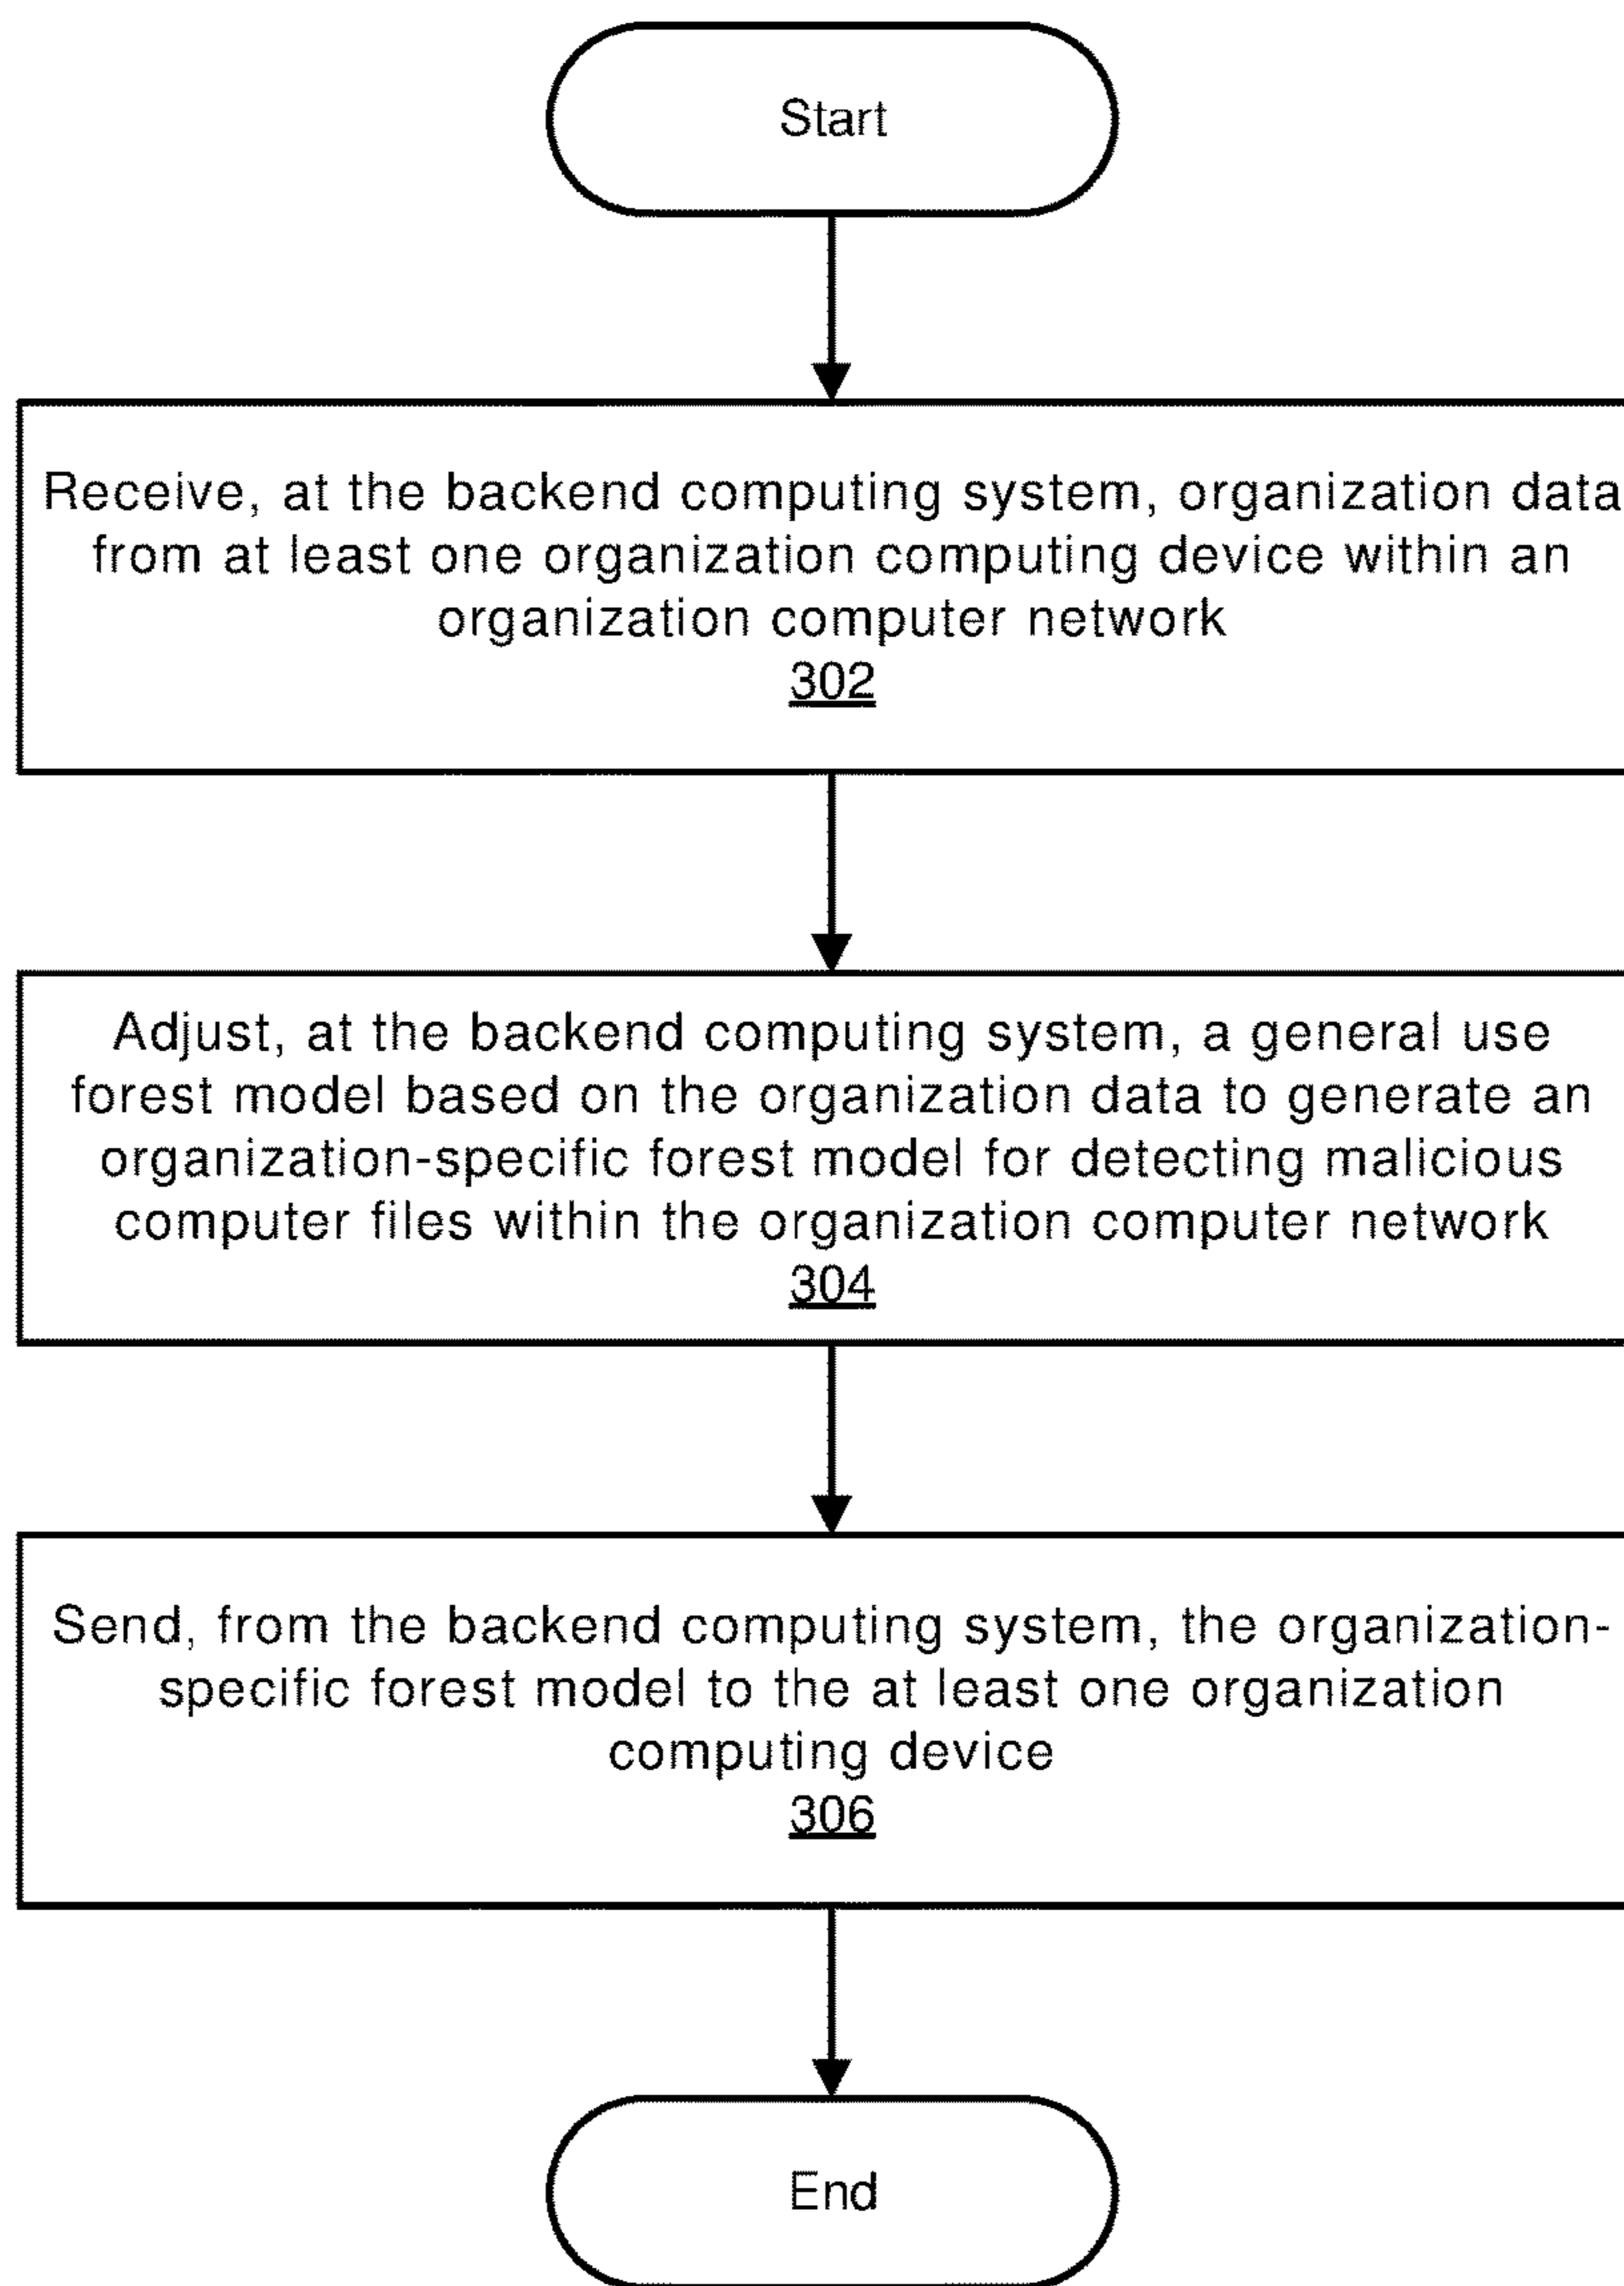 Start
Receive, at the backend computing system, organization data
from at least one organization computing device within an
organization computer network
302
Adjust, at the backend computing system, a general use
forest model based on the organization data to generate an
organization-specific forest model for detecting malicious
computer files within the organization computer network
304
Send, from the backend computing system, the organization-
specific forest model to the at least one organization
computing device
306
End